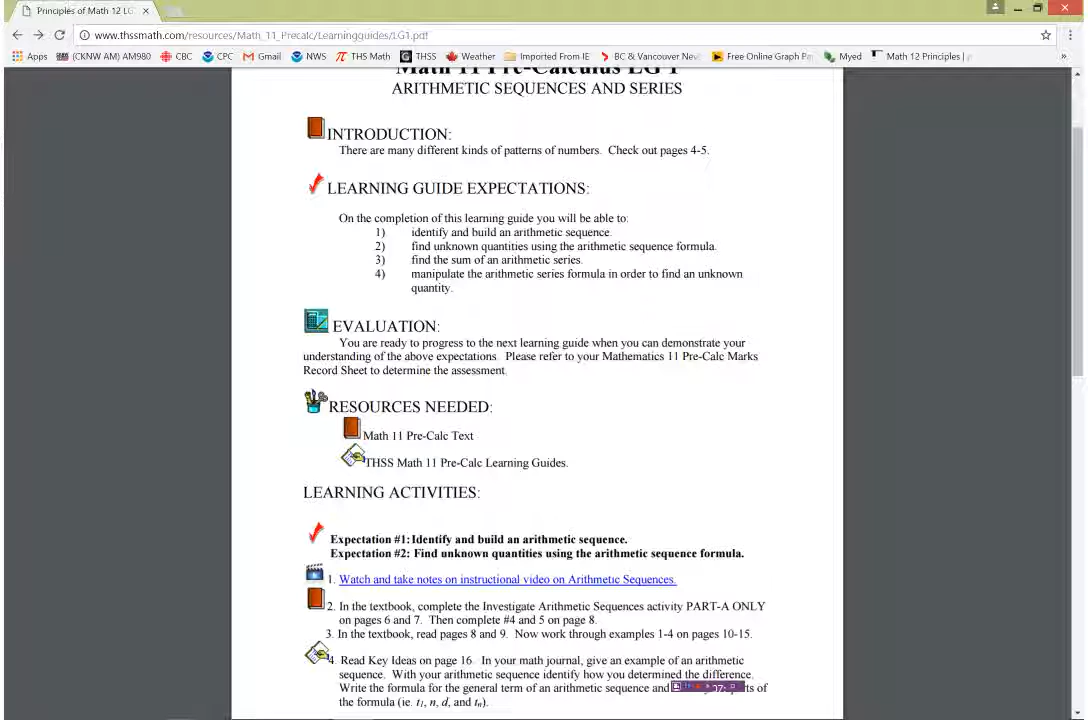 Principles of Math 12 LG
www.thssmath.com/resources/Math_11_Precalc/Learningguides/LG1.pdf
Apps (CKNW AM) AM980 CBC CPC Gmail NWS THS Math THSS Weather Imported From IE BC & Vancouver New Free Online Graph Pa Myed Math 12 Principles | p »
Math 11 Pre-Calculus LG 1
ARITHMETIC SEQUENCES AND SERIES
INTRODUCTION:
There are many different kinds of patterns of numbers. Check out pages 4-5.
LEARNING GUIDE EXPECTATIONS:
On the completion of this learning guide you will be able to:
1) identify and build an arithmetic sequence.
2) find unknown quantities using the arithmetic sequence formula.
3) find the sum of an arithmetic series.
4) manipulate the arithmetic series formula in order to find an unknown
quantity.
EVALUATION:
You are ready to progress to the next learning guide when you can demonstrate your
understanding of the above expectations. Please refer to your Mathematics 11 Pre-Calc Marks
Record Sheet to determine the assessment.
RESOURCES NEEDED:
Math 11 Pre-Calc Text
THSS Math 11 Pre-Calc Learning Guides.
LEARNING ACTIVITIES:
Expectation #1: Identify and build an arithmetic sequence.
Expectation #2: Find unknown quantities using the arithmetic sequence formula.
1. Watch and take notes on instructional video on Arithmetic Sequences.
2. In the textbook, complete the Investigate Arithmetic Sequences activity PART-A ONLY
on pages 6 and 7. Then complete #4 and 5 on page 8.
3. In the textbook, read pages 8 and 9. Now work through examples 1-4 on pages 10-15.
4. Read Key Ideas on page 16. In your math journal, give an example of an arithmetic
sequence. With your arithmetic sequence identify how you determined the difference.
Write the formula for the general term of an arithmetic sequence and of
the formula (ie. t1, n, d, and tn).